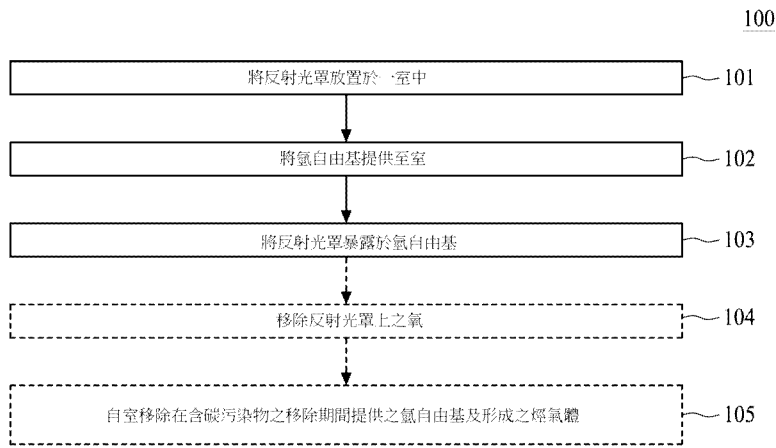 100
將反射光罩放置於一室中
101
將氫自由基提供至室
102
將反射光罩暴露於氫自由基
103
移除反射光罩上之氧
104
自室移除在含碳污染物之移除期間提供之氫自由基及形成之烴氣體
105